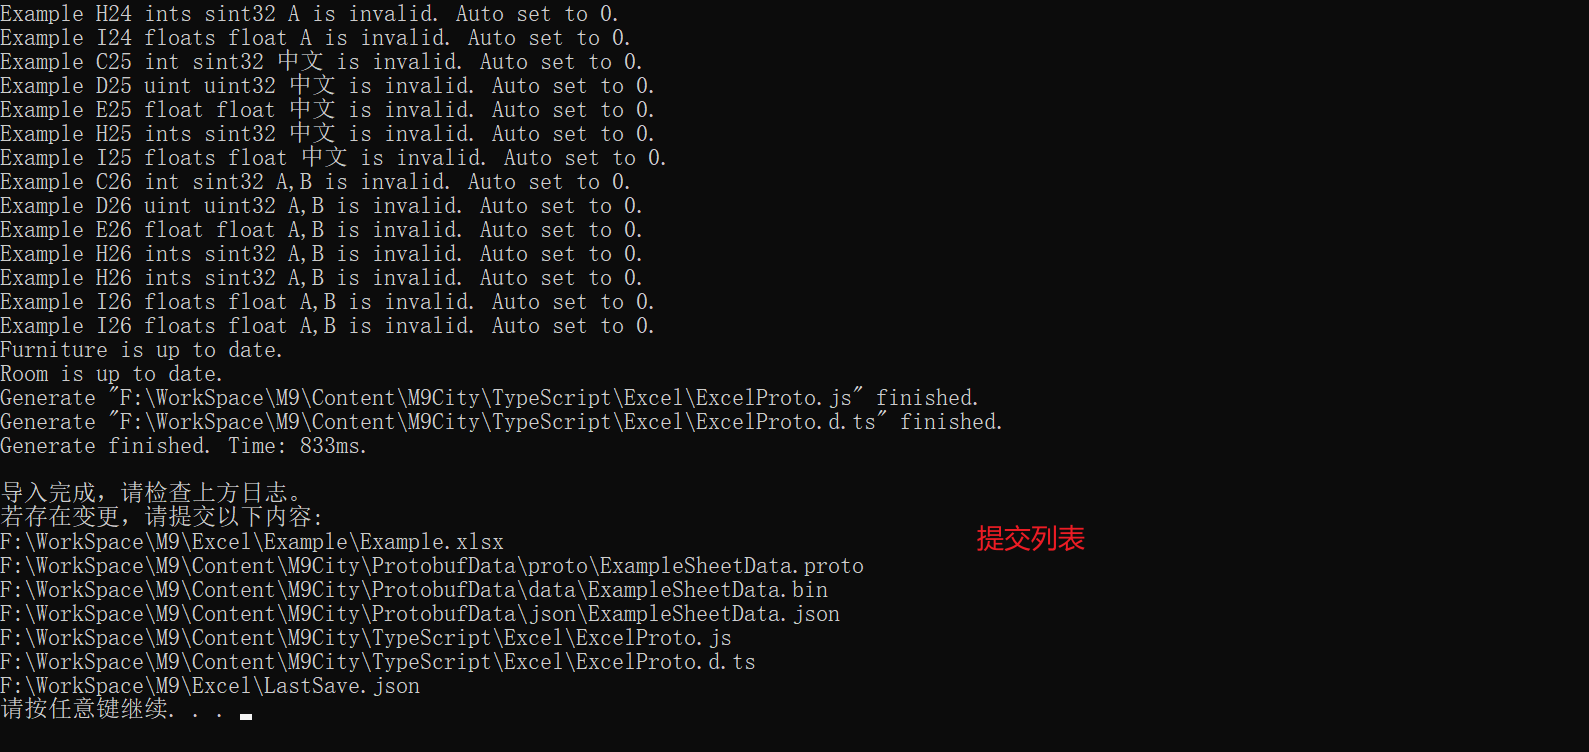 Example H24 ints sint32 A is invalid. Auto set to 0.
Example I24 floats float A is invalid. Auto set to 0.
Example C25 int sint32 中文 is invalid. Auto set to 0.
Example D25 uint uint32 中文 is invalid. Auto set to 0.
Example E25 float float 中文 is invalid. Auto set to 0.
Example H25 ints sint32 中文 is invalid. Auto set to 0.
Example I25 floats float 中文 is invalid. Auto set to 0.
Example C26 int sint32 A,B is invalid. Auto set to 0.
Example D26 uint uint32 A,B is invalid. Auto set to 0.
Example E26 float float A,B is invalid. Auto set to 0.
Example H26 ints sint32 A,B is invalid. Auto set to 0.
Example H26 ints sint32 A,B is invalid. Auto set to 0.
Example I26 floats float A,B is invalid. Auto set to 0.
Example I26 floats float A,B is invalid. Auto set to 0.
Furniture is up to date.
Room is up to date.
Generate "F:\WorkSpace\M9\Content\M9City\TypeScript\Excel\ExcelProto.js" finished.
Generate "F:\WorkSpace\M9\Content\M9City\TypeScript\Excel\ExcelProto.d.ts" finished.
Generate finished. Time: 833ms.
导入完成，请检查上方日志。
若存在变更，请提交以下内容:
F:\WorkSpace\M9\Excel\Example\Example.xlsx
提交列表
F:\WorkSpace\M9\Content\M9City\ProtobufData\proto\ExampleSheetData.proto
F:\WorkSpace\M9\Content\M9City\ProtobufData\data\ExampleSheetData.bin
F:\WorkSpace\M9\Content\M9City\ProtobufData\json\ExampleSheetData.json
F:\WorkSpace\M9\Content\M9City\TypeScript\Excel\ExcelProto.js
F:\WorkSpace\M9\Content\M9City\TypeScript\Excel\ExcelProto.d.ts
F:\WorkSpace\M9\Excel\LastSave.json
请按任意键继续. . .